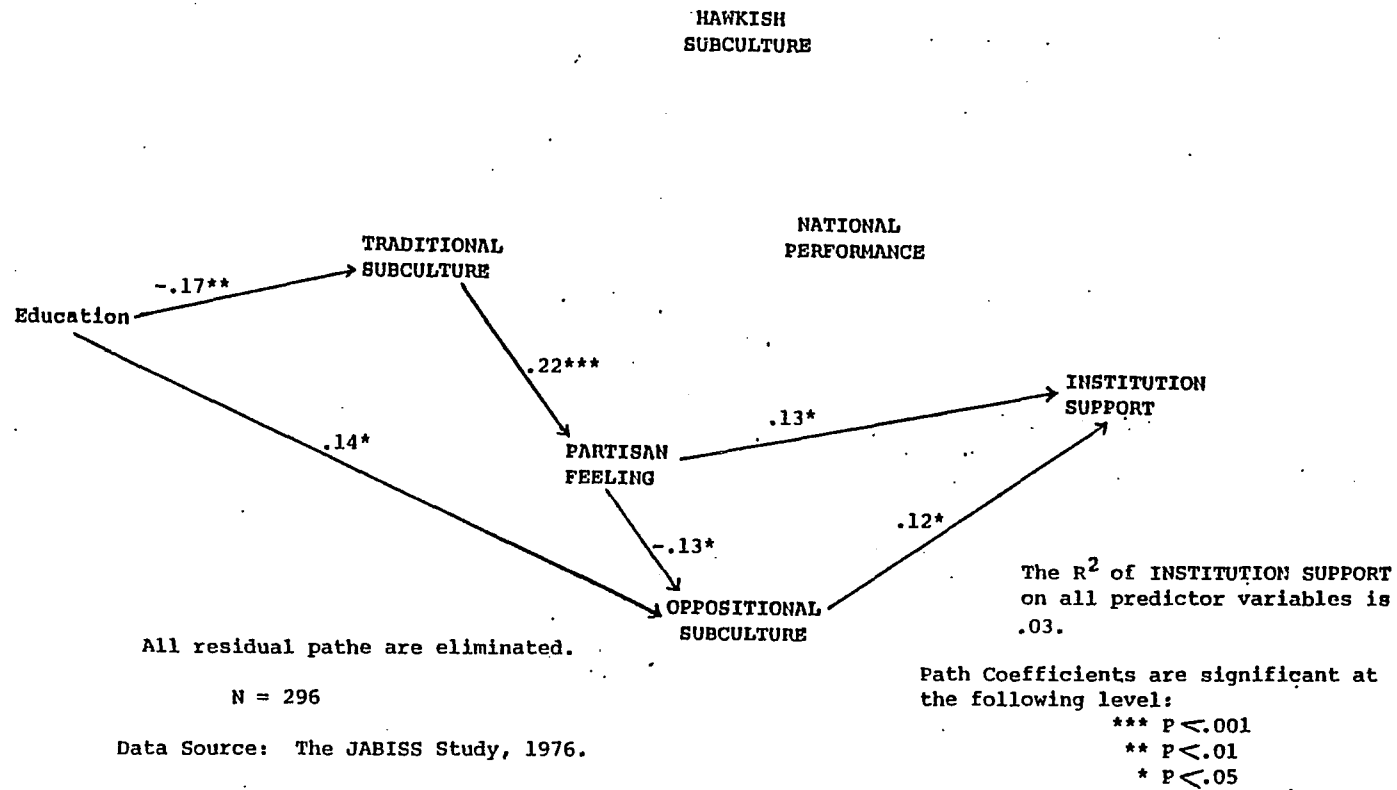 HAWKISH
SUBCULTURE
NATIONAL
PERFORMANCE
TRADITIONAL
SUBCULTURE
-.17**
Education
.22***
INSTITUTION
SUPPORT
.13*
.14*
PARTISAN
FEELING
.12*
-.13*
OPPOSITIONAL
SUBCULTURE
The R2 of INSTITUTION SUPPORT
on all predictor variables is
.03.
All residual pathe are eliminated.
N = 296
Data Source: The JABISS Study, 1976.
Path Coefficients are significant at
the following level:
*** P <.001
** P <.01
* P <.05